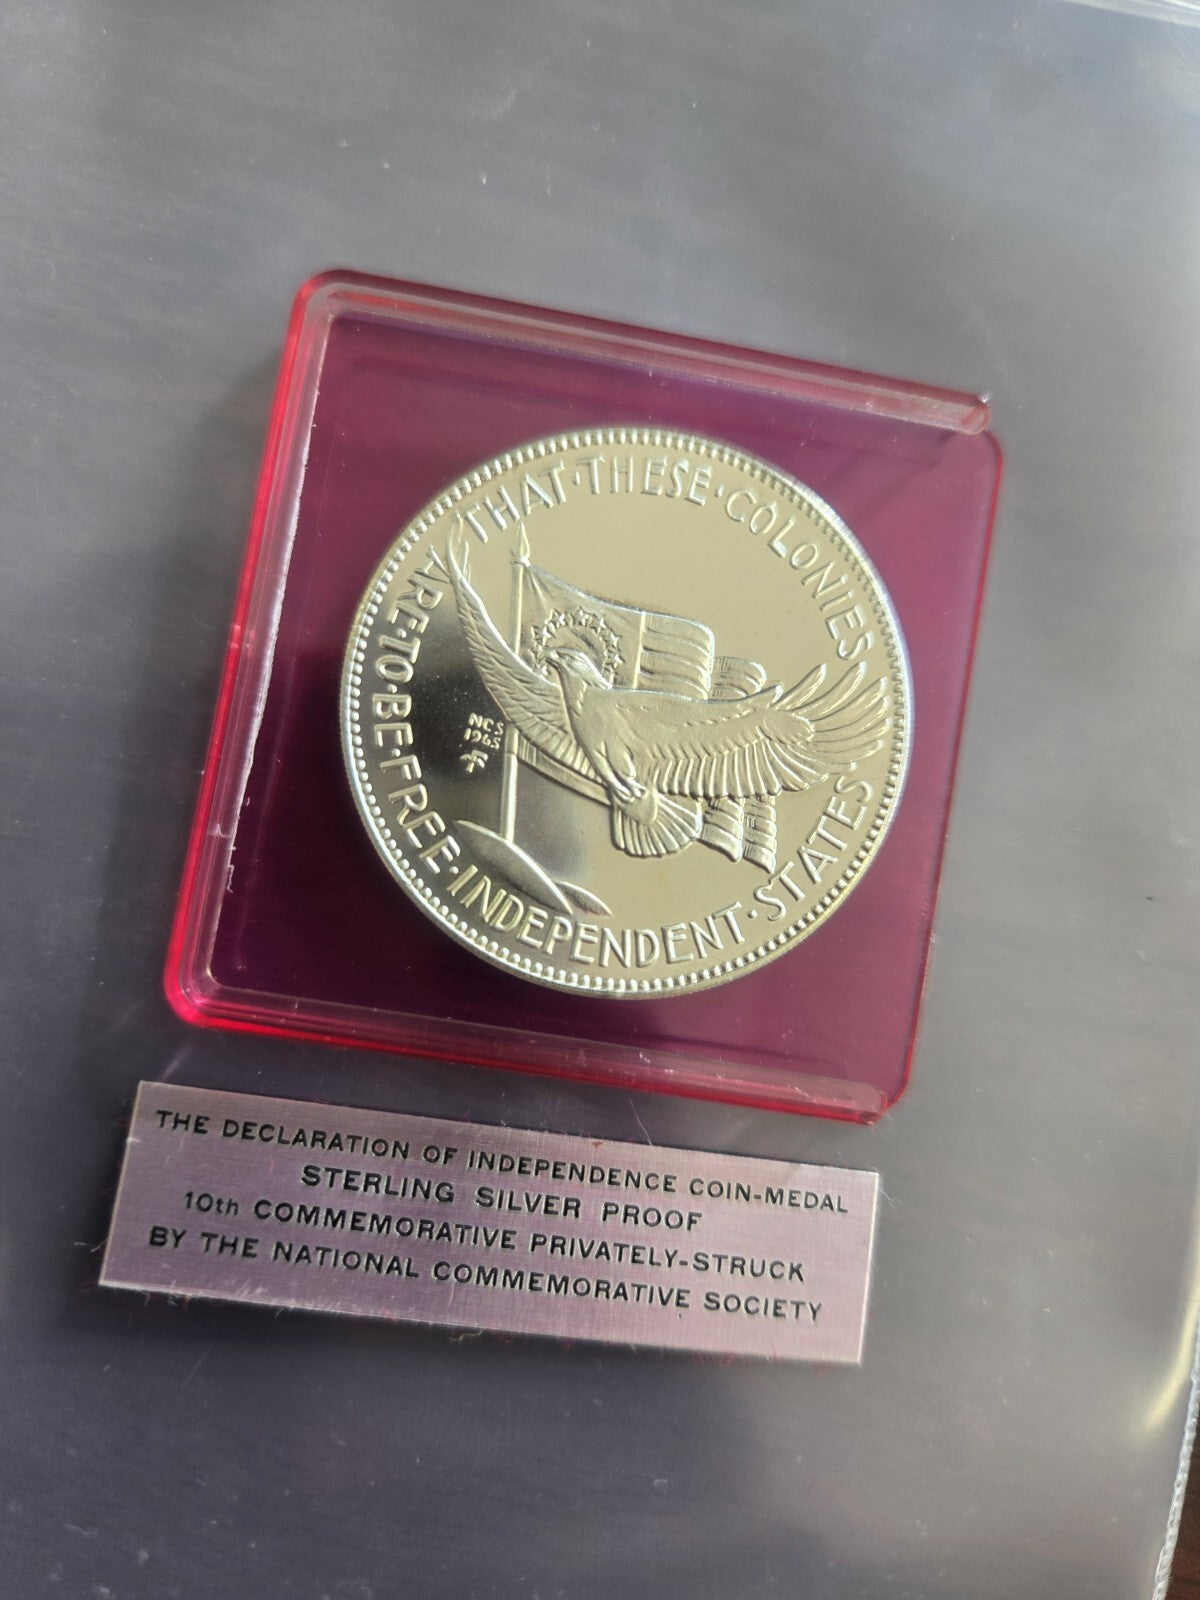 THAT·THESE·COLONIES
ARE·TO·BE·FREE·INDEPENDENT·STATES
NCS
1965
THE DECLARATION OF INDEPENDENCE COIN-MEDAL
STERLING SILVER PROOF
10th COMMEMORATIVE PRIVATELY-STRUCK
BY THE NATIONAL COMMEMORATIVE SOCIETY